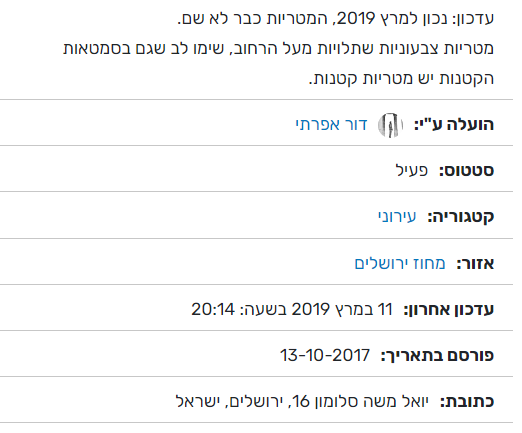 עדכון: נכון למרץ 2019, המטריות כבר לא שם.
מטריות צבעוניות שתלויות מעל הרחוב, שימו לב שגם בסמטאות
הקטנות יש מטריות קטנות.
הועלה ע"י: דור אפרתי
סטטוס: פעיל
קטגוריה: עירוני
אזור: מחוז ירושלים
עדכון אחרון: 11 במרץ 2019 בשעה: 20:14
פורסם בתאריך: 13-10-2017
כתובת: יואל משה סלומון 16, ירושלים, ישראל